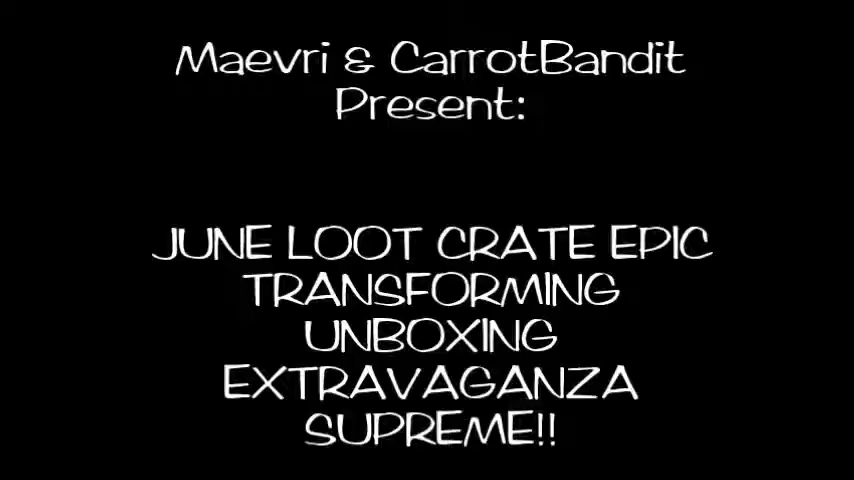 Maevri & CarrotBandit
Present:
JUNE LOOT CRATE EPIC
TRANSFORMING
UNBOXING
EXTRAVAGANZA
SUPREME!!